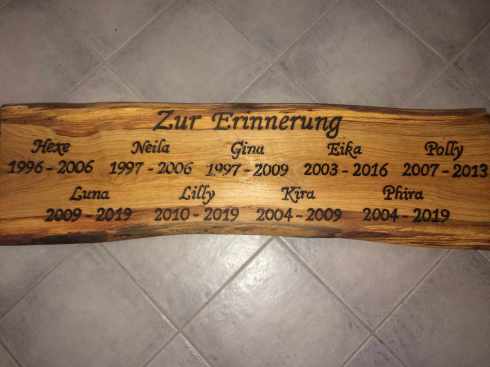 Zur Erinnerung
Hexe Neila Gina Eika Polly
1996 - 2006 1997 - 2006 1997 - 2009 2003 - 2016 2007 - 2013
Luna Lilly Kira Phira
2009 - 2019 2010 - 2019 2004 - 2009 2004 - 2019